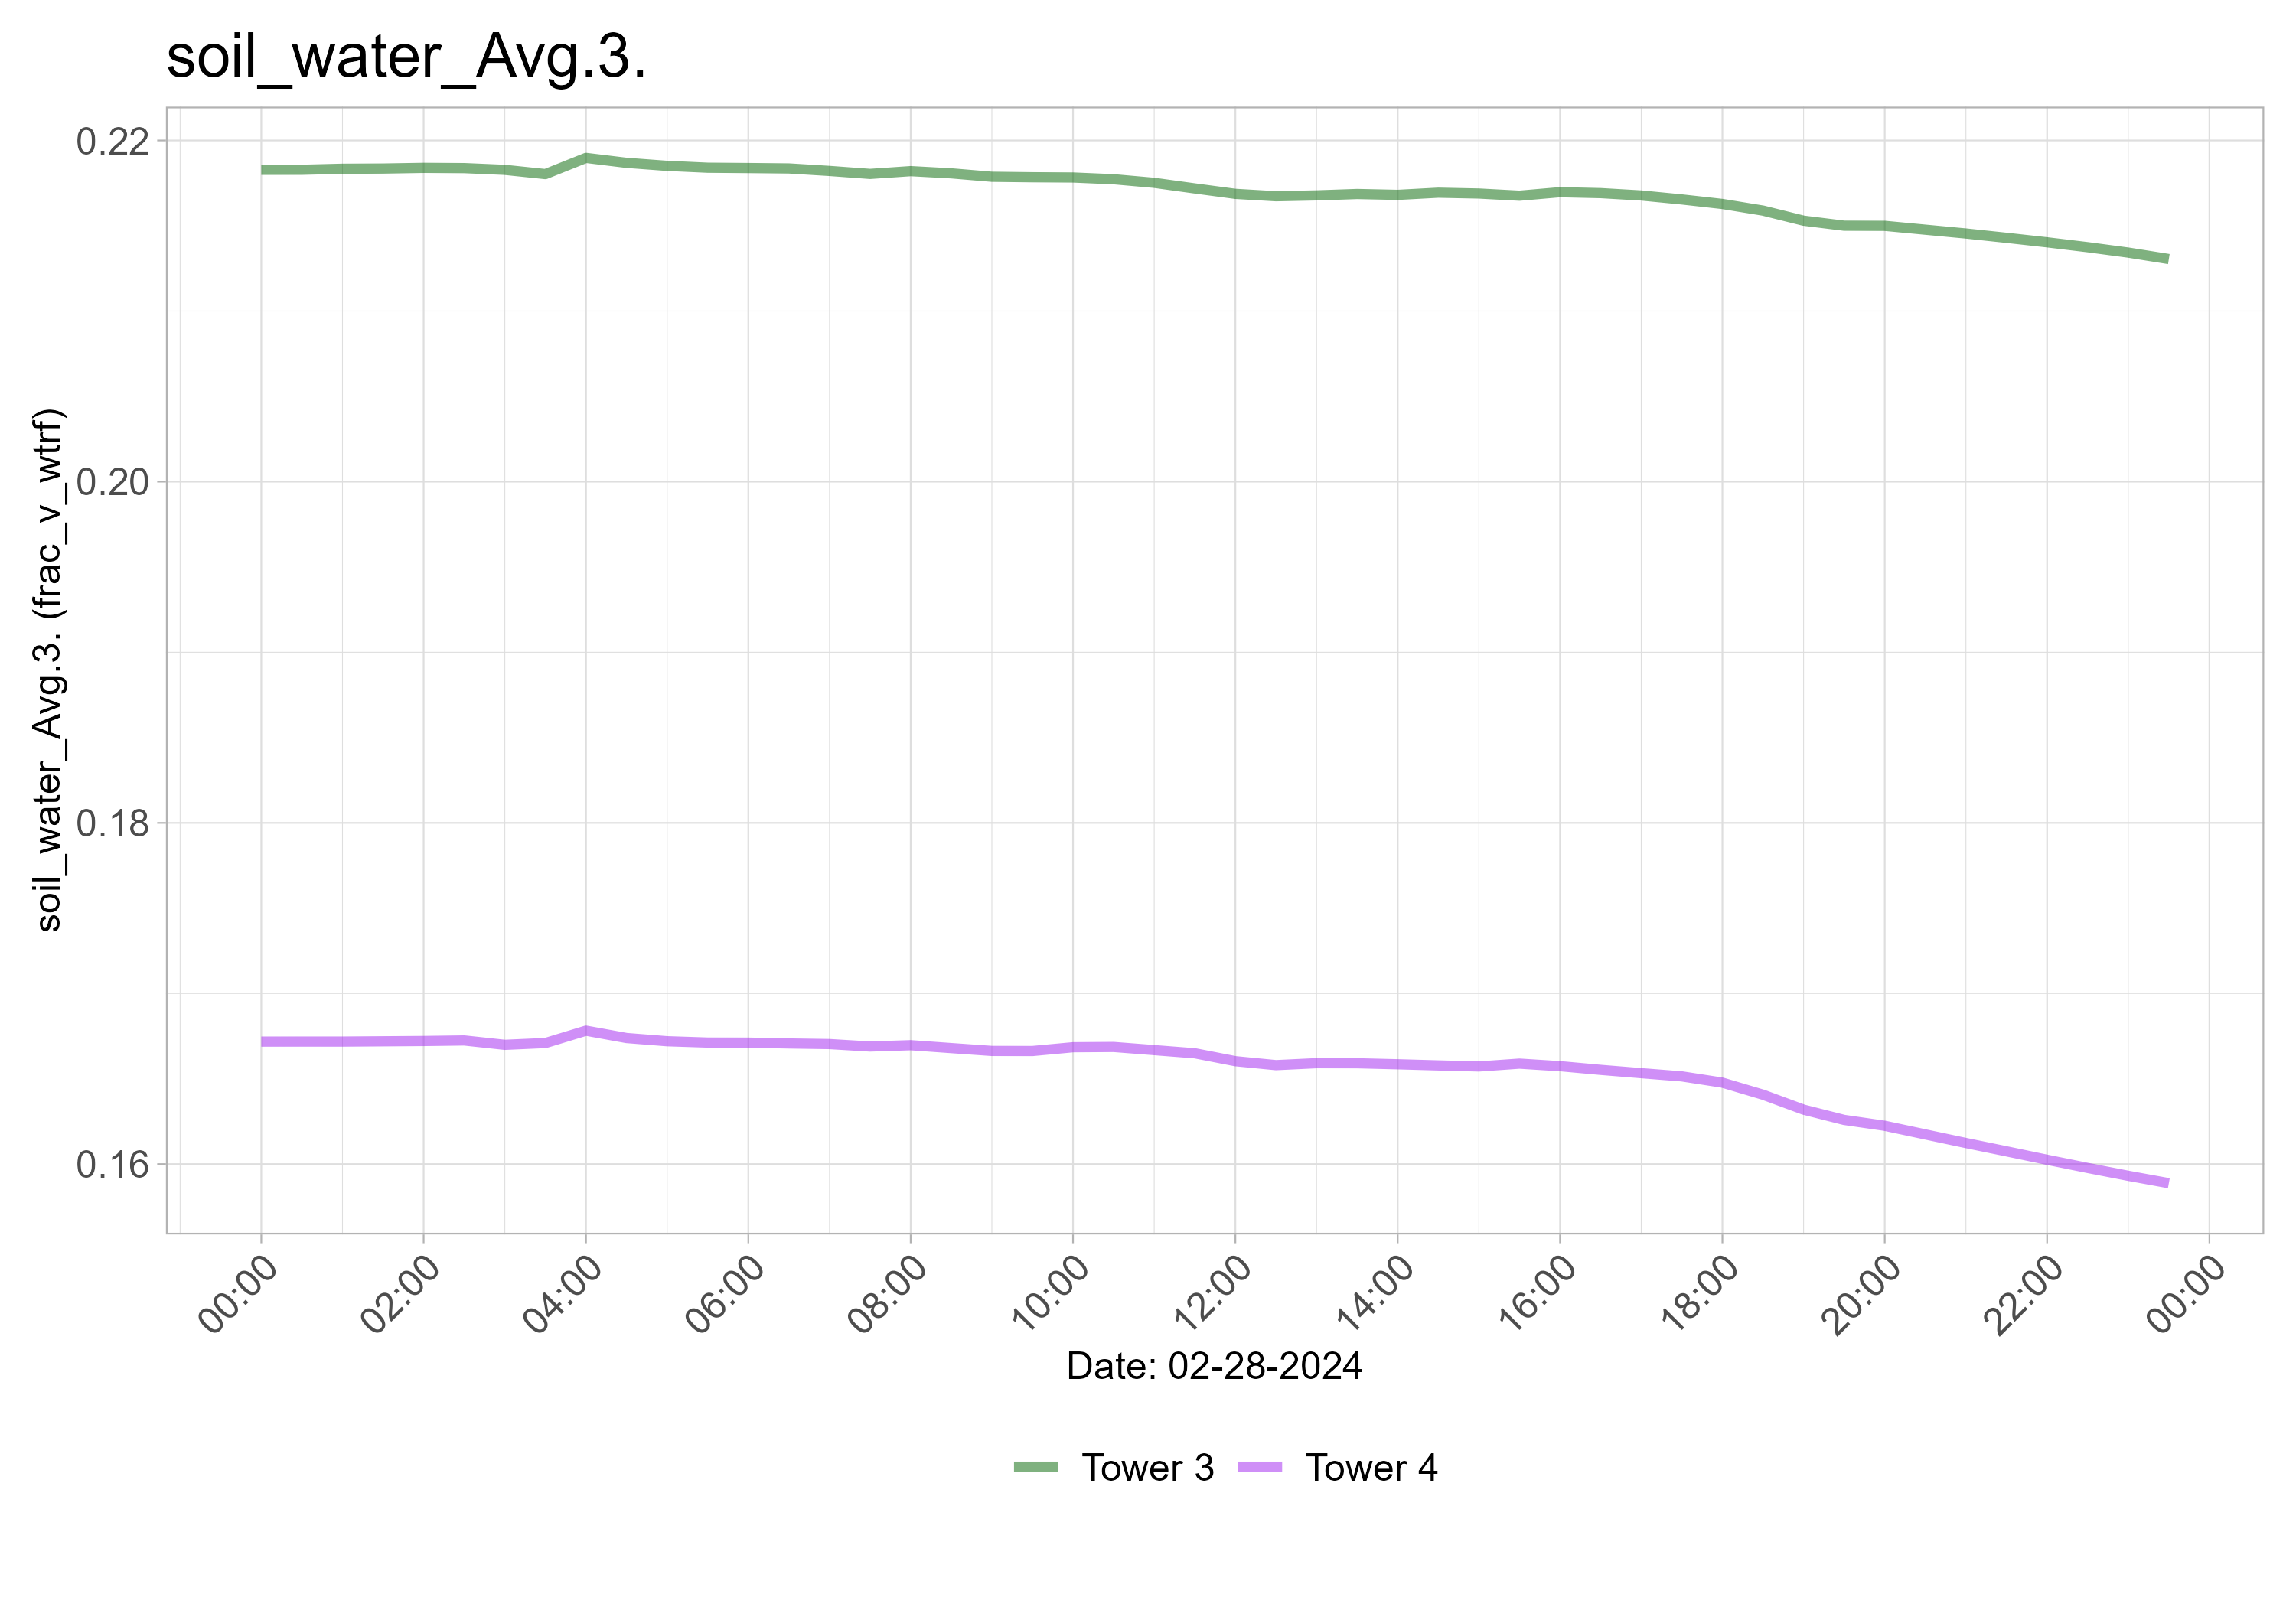 soil_water_Avg.3.
soil_water_Avg.3. (frac_v_wtrf)
0.22
0.20
0.18
0.16
00:00 02:00 04:00 06:00 08:00 10:00 12:00 14:00 16:00 18:00 20:00 22:00 00:00
Date: 02-28-2024
Tower 3 Tower 4